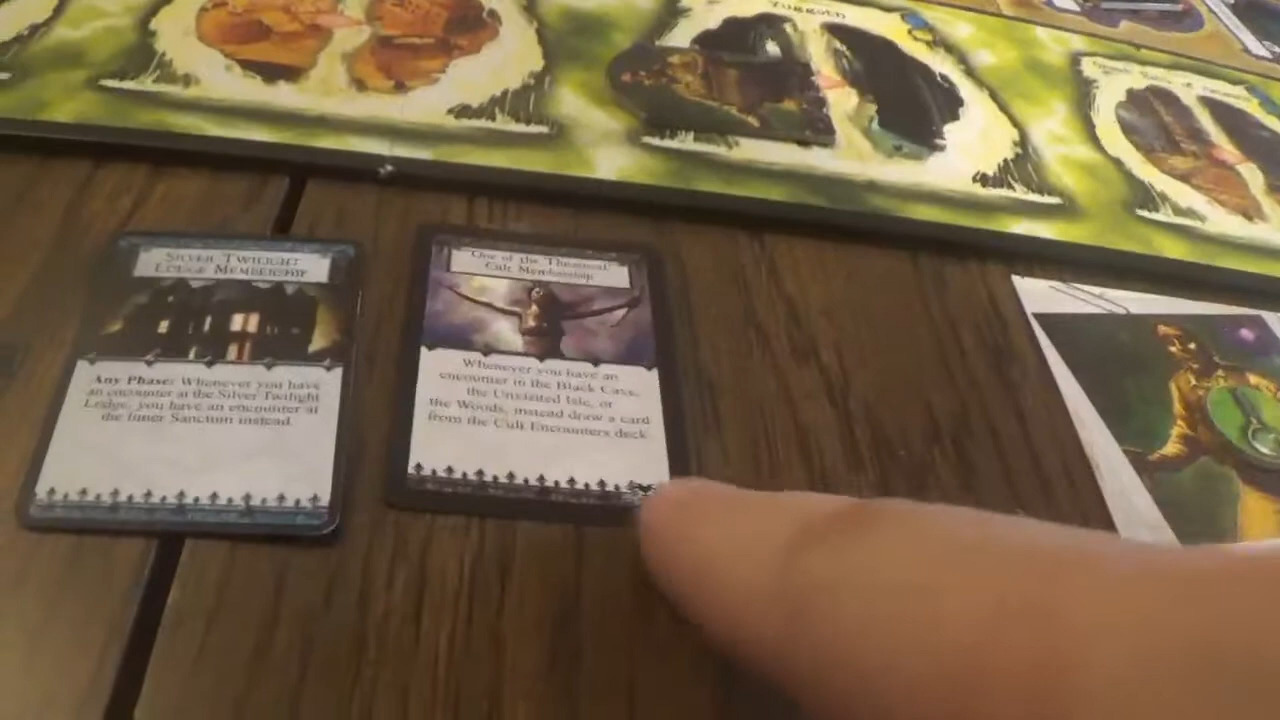 YUGGOTH
SILVER TWILIGHT
LODGE MEMBERSHIP
Any Phase: Whenever you have
an encounter at the Silver Twilight
Lodge, you have an encounter at
the Inner Sanctum instead.
One of the Thousand
Cult Membership
Whenever you have an
encounter in the Black Cave,
the Unvisited Isle, or
the Woods, instead draw a card
from the Cult Encounters deck